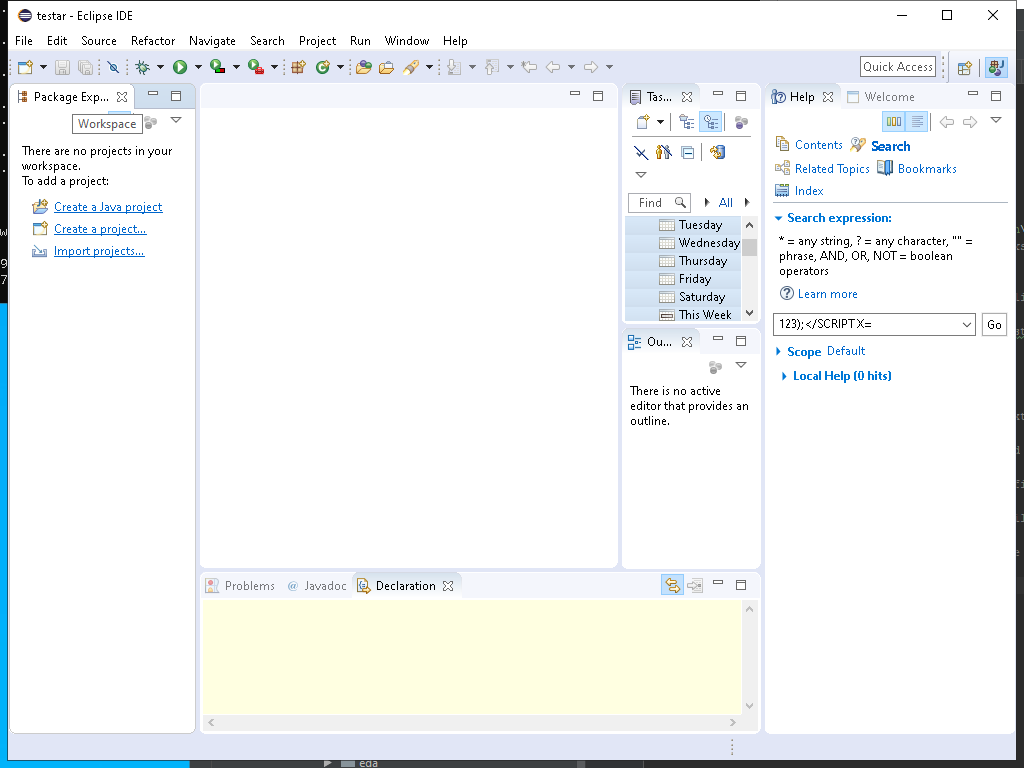 testar - Eclipse IDE
File Edit Source Refactor Navigate Search Project Run Window Help
Quick Access
Package Exp...
Workspace
There are no projects in your
workspace.
To add a project:
Create a Java project
Create a project...
Import projects...
Tas...
Find
All
Tuesday
Wednesday
Thursday
Friday
Saturday
This Week
Ou...
There is no active
editor that provides an
outline.
Help
Welcome
Contents
Search
Related Topics
Bookmarks
Index
Search expression:
* = any string, ? = any character, "" =
phrase, AND, OR, NOT = boolean
operators
Learn more
123);</SCRIPTX=
Go
Scope Default
Local Help (0 hits)
Problems
@ Javadoc
Declaration
eda